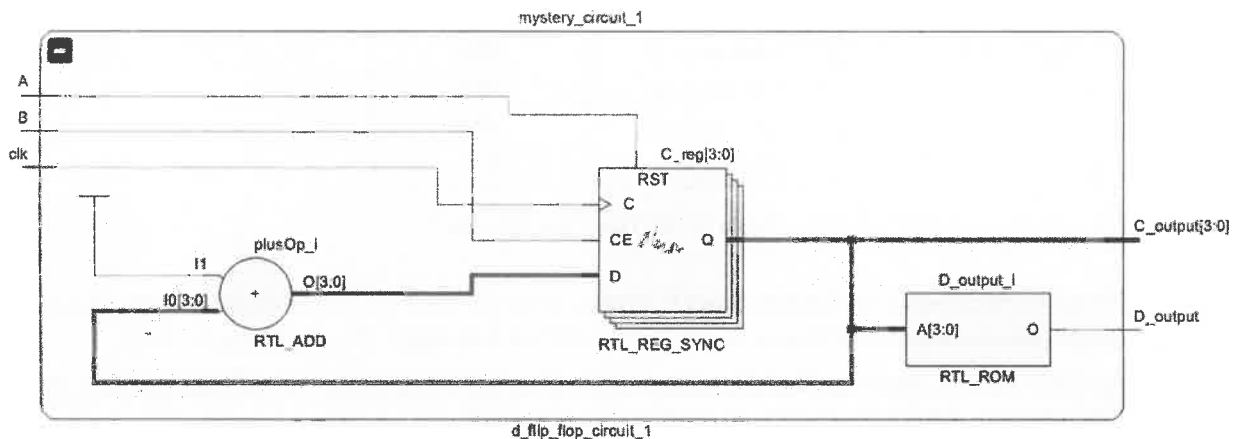 mystery_circuit_1
A
B
clk
C_reg[3:0]
RST
C
CE
Q
D
plusOp_i
I1
I0[3:0]
+
O[3:0]
RTL_ADD
RTL_REG_SYNC
C_output[3:0]
D_output_i
A[3:0]
O
D_output
RTL_ROM
d_flip_flop_circuit_1